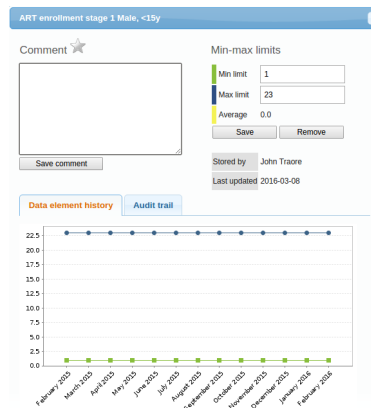 ART enrollment stage 1 Male, <15y
Comment
Min-max limits
Min limit 1
Max limit 23
Average 0.0
Save Remove
Save comment
Stored by John Traore
Last updated 2016-03-08
Data element history Audit trail
22.5
20.0
17.5
15.0
12.5
10.0
7.5
5.0
2.5
0.0
February 2015 March 2015 April 2015 May 2015 June 2015 July 2015 August 2015 September 2015 October 2015 November 2015 December 2015 January 2016 February 2016